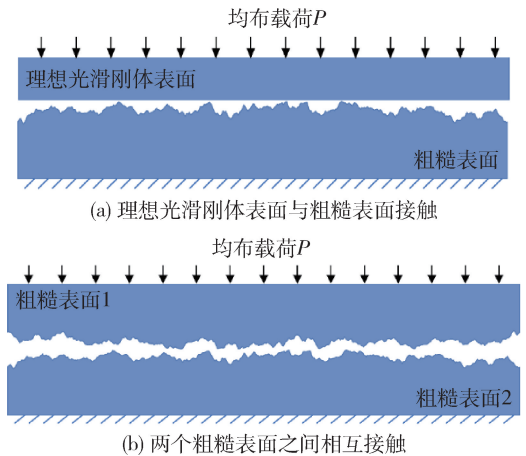 均布载荷P
理想光滑刚体表面
粗糙表面
(a) 理想光滑刚体表面与粗糙表面接触
均布载荷P
粗糙表面1
粗糙表面2
(b) 两个粗糙表面之间相互接触